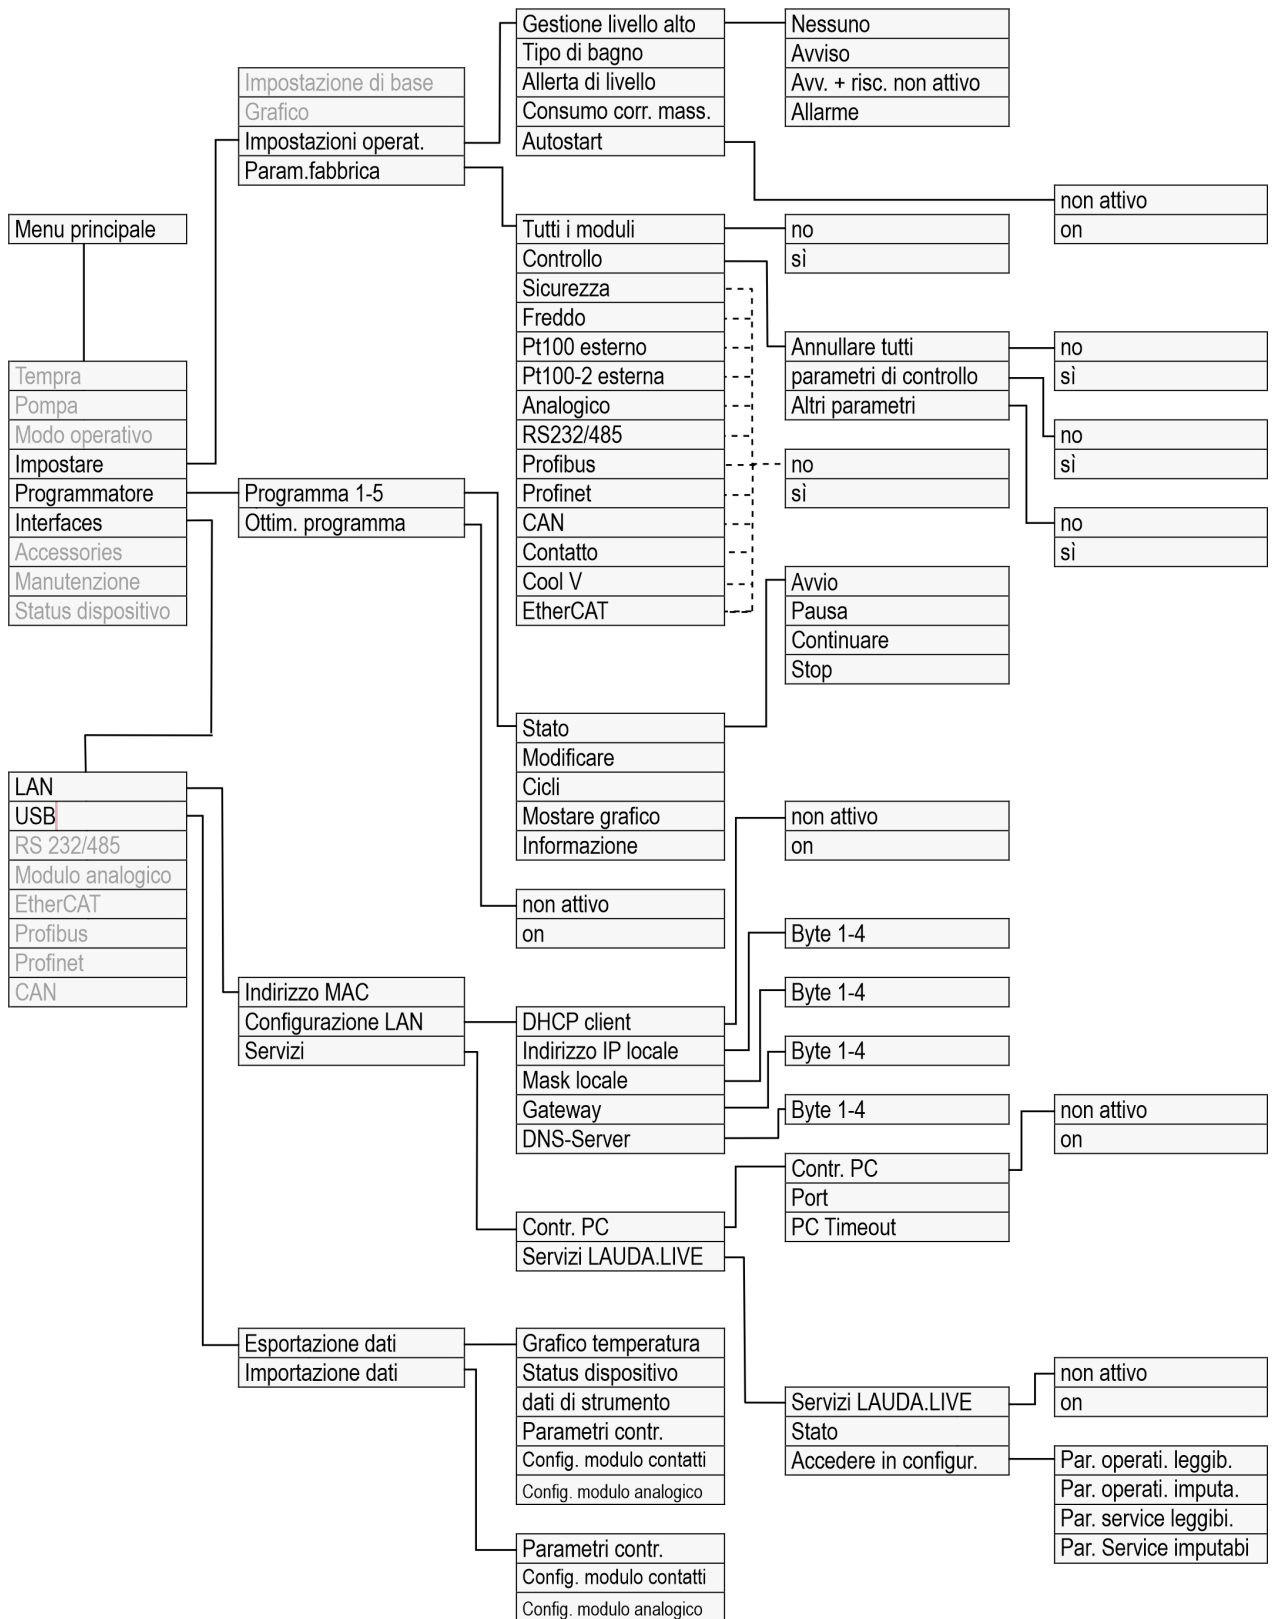 Gestione livello alto
Tipo di bagno
Allerta di livello
Consumo corr. mass.
Autostart
Nessuno
Avviso
Avv. + risc. non attivo
Allarme
Impostazione di base
Grafico
Impostazioni operat.
Param.fabbrica
non attivo
on
Menu principale
Tutti i moduli
Controllo
Sicurezza
Freddo
Pt100 esterno
Pt100-2 esterna
Analogico
RS232/485
Profibus
Profinet
CAN
Contatto
Cool V
EtherCAT
no
sì
Annullare tutti
parametri di controllo
Altri parametri
no
sì
no
sì
no
sì
no
sì
Tempra
Pompa
Modo operativo
Impostare
Programmatore
Interfaces
Accessories
Manutenzione
Status dispositivo
Programma 1-5
Ottim. programma
Avvio
Pausa
Continuare
Stop
Stato
Modificare
Cicli
Mostare grafico
Informazione
non attivo
on
LAN
USB
RS 232/485
Modulo analogico
EtherCAT
Profibus
Profinet
CAN
Indirizzo MAC
Configurazione LAN
Servizi
DHCP client
Indirizzo IP locale
Mask locale
Gateway
DNS-Server
non attivo
on
Byte 1-4
Byte 1-4
Byte 1-4
Byte 1-4
Contr. PC
Servizi LAUDA.LIVE
Contr. PC
Port
PC Timeout
non attivo
on
Esportazione dati
Importazione dati
Grafico temperatura
Status dispositivo
dati di strumento
Parametri contr.
Config. modulo contatti
Config. modulo analogico
Parametri contr.
Config. modulo contatti
Config. modulo analogico
Servizi LAUDA.LIVE
Stato
Accedere in configur.
non attivo
on
Par. operati. leggib.
Par. operati. imputa.
Par. service leggibi.
Par. Service imputabi